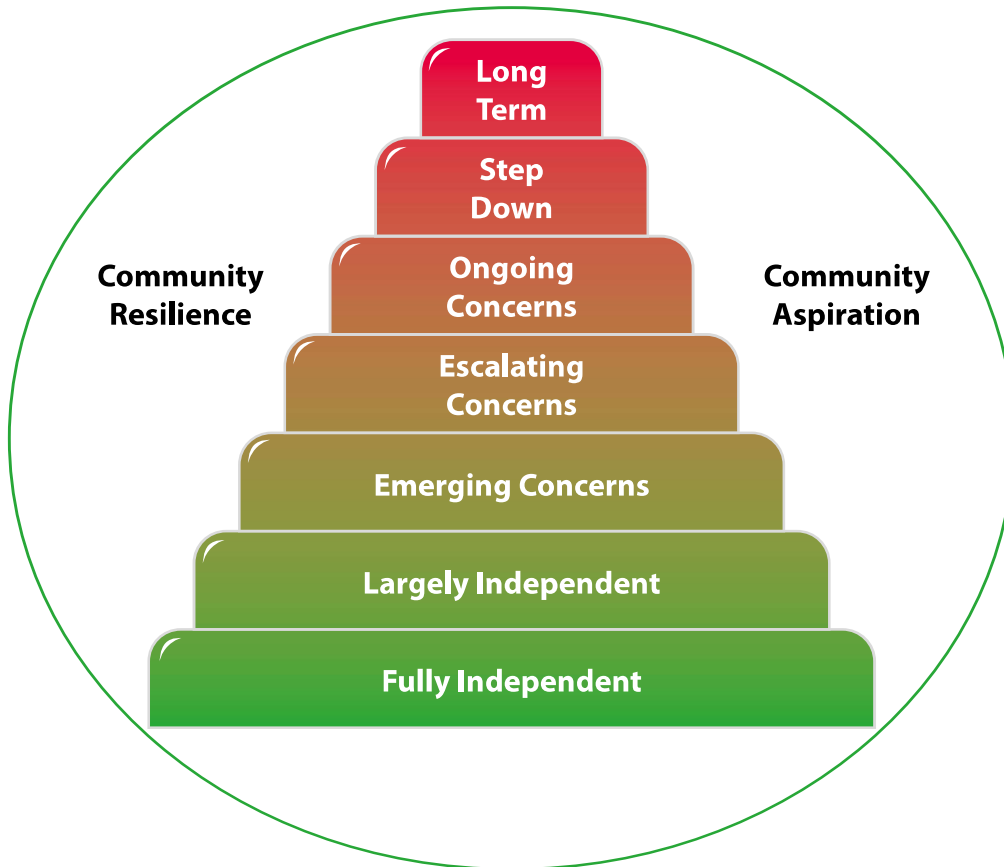 Long
Term
Step
Down
Ongoing
Concerns
Community
Resilience
Community
Aspiration
Escalating
Concerns
Emerging Concerns
Largely Independent
Fully Independent